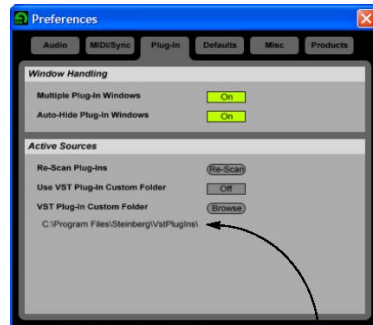 Preferences
Audio MIDI/Sync Plug-In Defaults Misc Products
Window Handling
Multiple Plug-In Windows On
Auto-Hide Plug-In Windows On
Active Sources
Re-Scan Plug-Ins Re-Scan
Use VST Plug-In Custom Folder Off
VST Plug-In Custom Folder Browse
C:\Program Files\Steinberg\VstPlugIns\